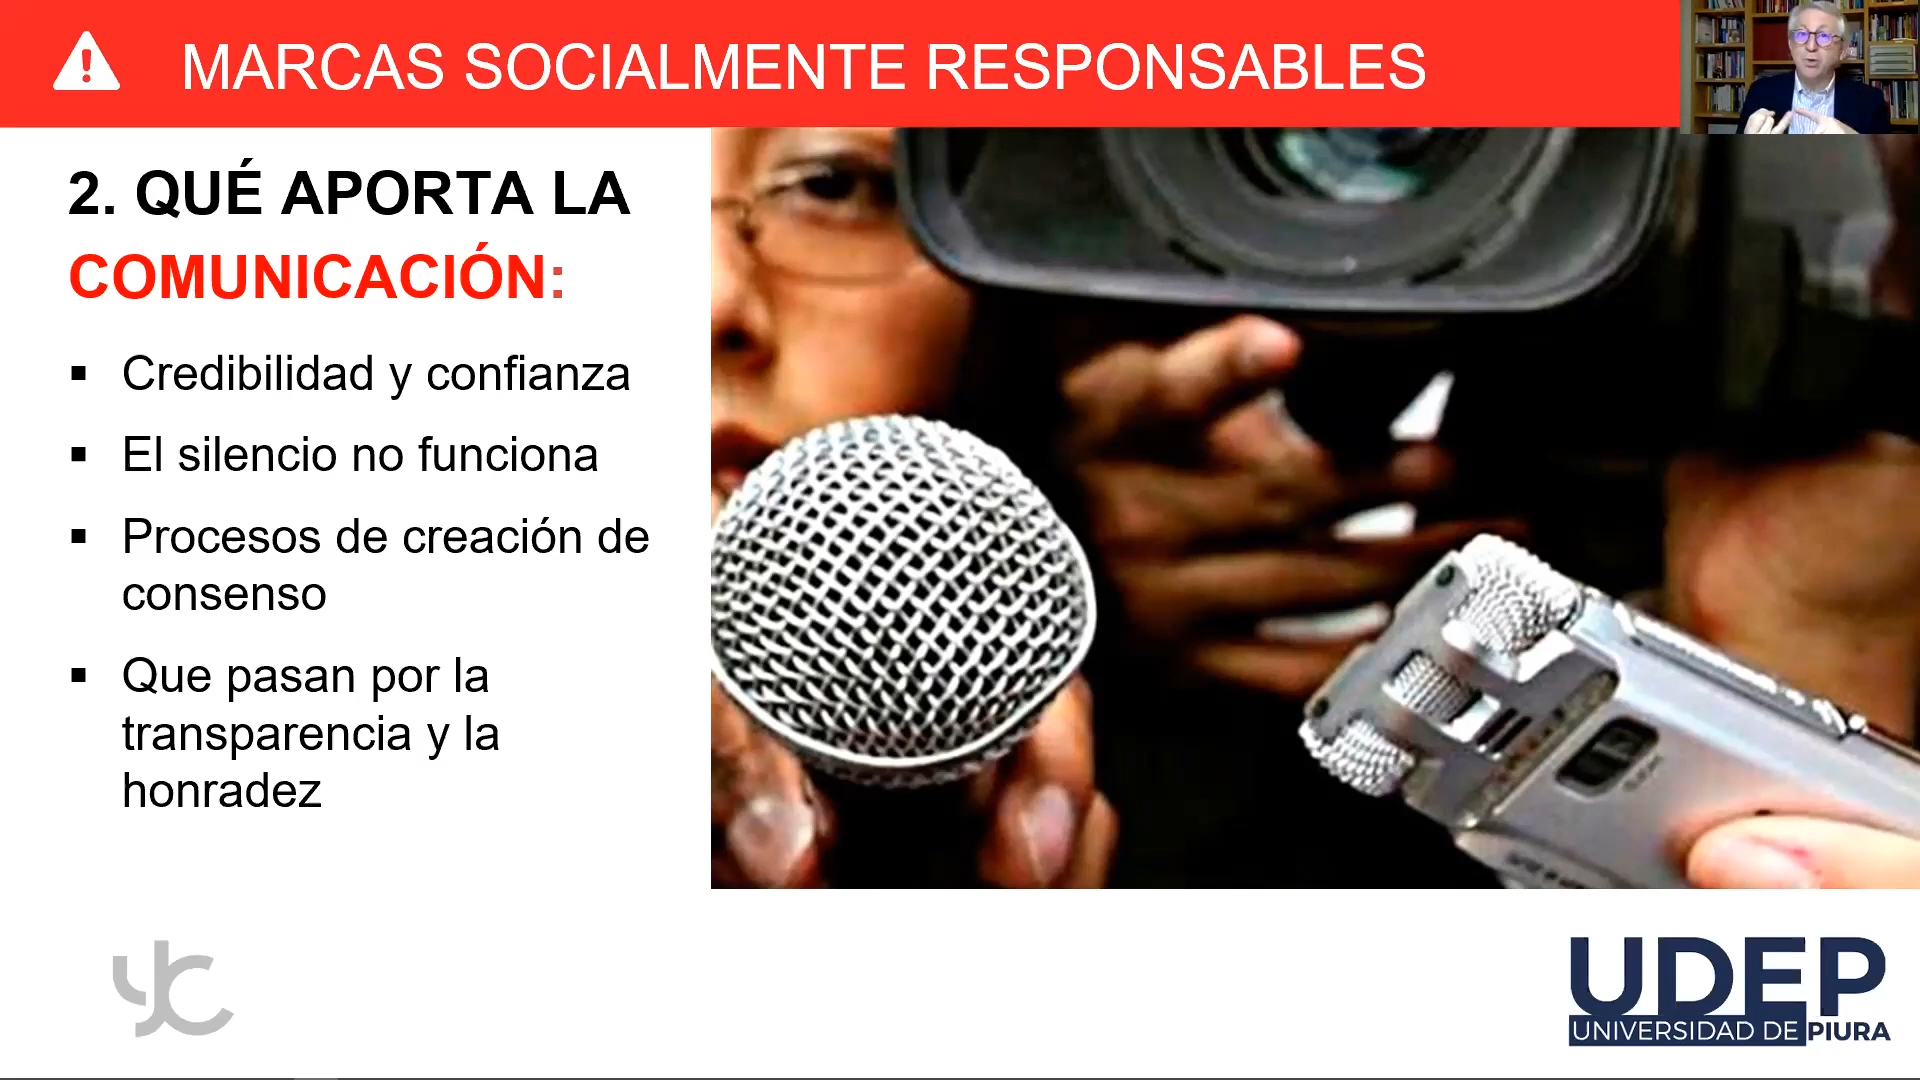 MARCAS SOCIALMENTE RESPONSABLES
2. QUÉ APORTA LA
COMUNICACIÓN:
▪ Credibilidad y confianza
▪ El silencio no funciona
▪ Procesos de creación de
consenso
▪ Que pasan por la
transparencia y la
honradez
UDEP
UNIVERSIDAD DE PIURA